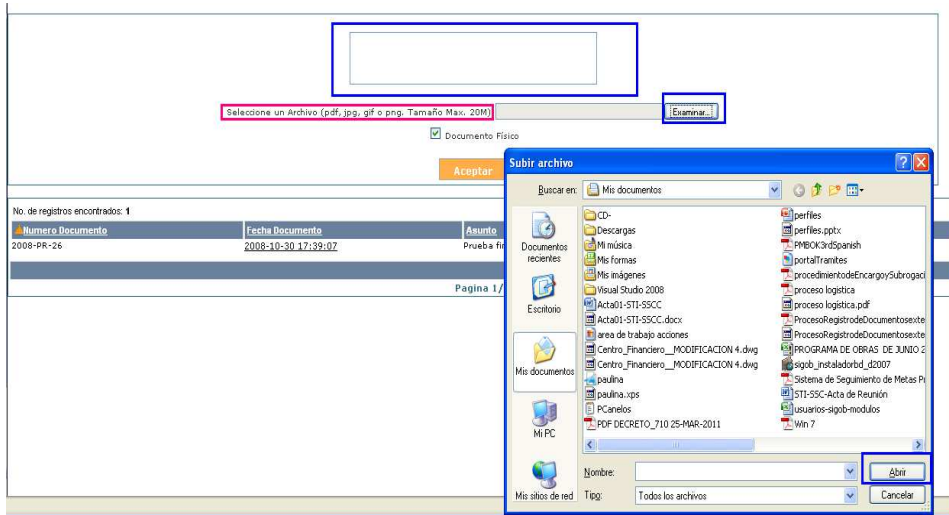 Seleccione un Archivo (pdf, jpg, gif o png. Tamaño Max. 20M)
Examinar...
Documento Físico
Aceptar
No. de registros encontrados: 1
Numero Documento Fecha Documento Asunto
2008-PR-26 2008-10-30 17:39:07 Prueba
Pagina 1/
Subir archivo
Buscar en: Mis documentos
Documentos recientes
Escritorio
Mis documentos
Mi PC
Mis sitios de red
CD-
Descargas
Mi música
Mis formas
Mis imágenes
Visual Studio 2008
Acta01-STI-SSCC
Acta01-STI-SSCC.docx
area de trabajo acciones
Centro_Financiero__MODIFICACION 4.dwg
Centro_Financiero__MODIFICACION 4.dwg
paulina
paulina.xps
PCanelos
PDF DECRETO_710 25-MAR-2011
perfiles
perfiles.pptx
PMBOK3rdSpanish
portalTramites
procedimientodeEncargoySubrogaci
proceso logistica
proceso logistica.pdf
ProcesoRegistrodeDocumentosexte
ProcesoRegistrodeDocumentosexte
PROGRAMA DE OBRAS DE JUNIO 2
sigob_instaladorbd_d2007
Sistema de Seguimiento de Metas Pr
STI-SSC-Acta de Reunión
usuarios-sigob-modulos
Win 7
Nombre:
Abrir
Tipo: Todos los archivos
Cancelar